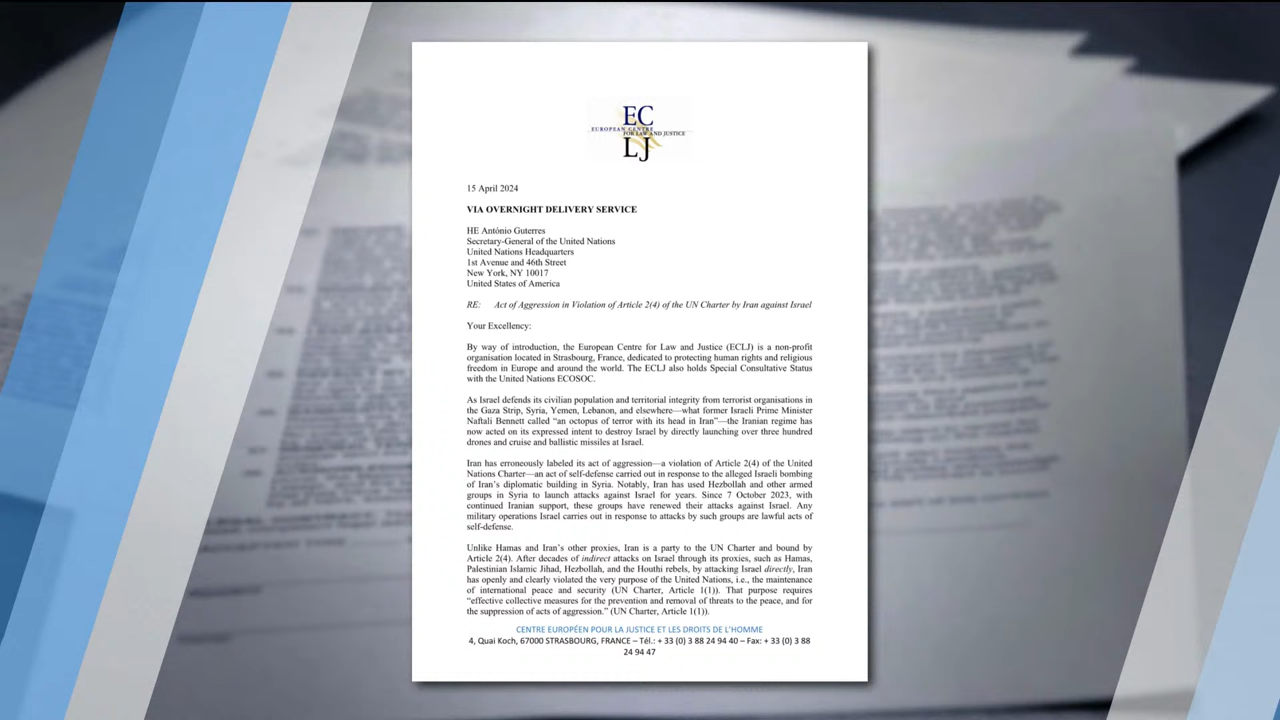 EC
EUROPEAN CENTRE
FOR LAW AND JUSTICE
LJ
15 April 2024
VIA OVERNIGHT DELIVERY SERVICE
HE António Guterres
Secretary-General of the United Nations
United Nations Headquarters
1st Avenue and 46th Street
New York, NY 10017
United States of America
RE: Act of Aggression in Violation of Article 2(4) of the UN Charter by Iran against Israel
Your Excellency:
By way of introduction, the European Centre for Law and Justice (ECLJ) is a non-profit
organisation located in Strasbourg, France, dedicated to protecting human rights and religious
freedom in Europe and around the world. The ECLJ also holds Special Consultative Status
with the United Nations ECOSOC.
As Israel defends its civilian population and territorial integrity from terrorist organisations in
the Gaza Strip, Syria, Yemen, Lebanon, and elsewhere—what former Israeli Prime Minister
Naftali Bennett called “an octopus of terror with its head in Iran”—the Iranian regime has
now acted on its expressed intent to destroy Israel by directly launching over three hundred
drones and cruise and ballistic missiles at Israel.
Iran has erroneously labeled its act of aggression—a violation of Article 2(4) of the United
Nations Charter—an act of self-defense carried out in response to the alleged Israeli bombing
of Iran’s diplomatic building in Syria. Notably, Iran has used Hezbollah and other armed
groups in Syria to launch attacks against Israel for years. Since 7 October 2023, with
continued Iranian support, these groups have renewed their attacks against Israel. Any
military operations Israel carries out in response to attacks by such groups are lawful acts of
self-defense.
Unlike Hamas and Iran’s other proxies, Iran is a party to the UN Charter and bound by
Article 2(4). After decades of indirect attacks on Israel through its proxies, such as Hamas,
Palestinian Islamic Jihad, Hezbollah, and the Houthi rebels, by attacking Israel directly, Iran
has openly and clearly violated the very purpose of the United Nations, i.e., the maintenance
of international peace and security (UN Charter, Article 1(1)). That purpose requires
“effective collective measures for the prevention and removal of threats to the peace, and for
the suppression of acts of aggression.” (UN Charter, Article 1(1)).
CENTRE EUROPÉEN POUR LA JUSTICE ET LES DROITS DE L’HOMME
4, Quai Koch, 67000 STRASBOURG, FRANCE – Tél.: + 33 (0) 3 88 24 94 40 – Fax: + 33 (0) 3 88
24 94 47